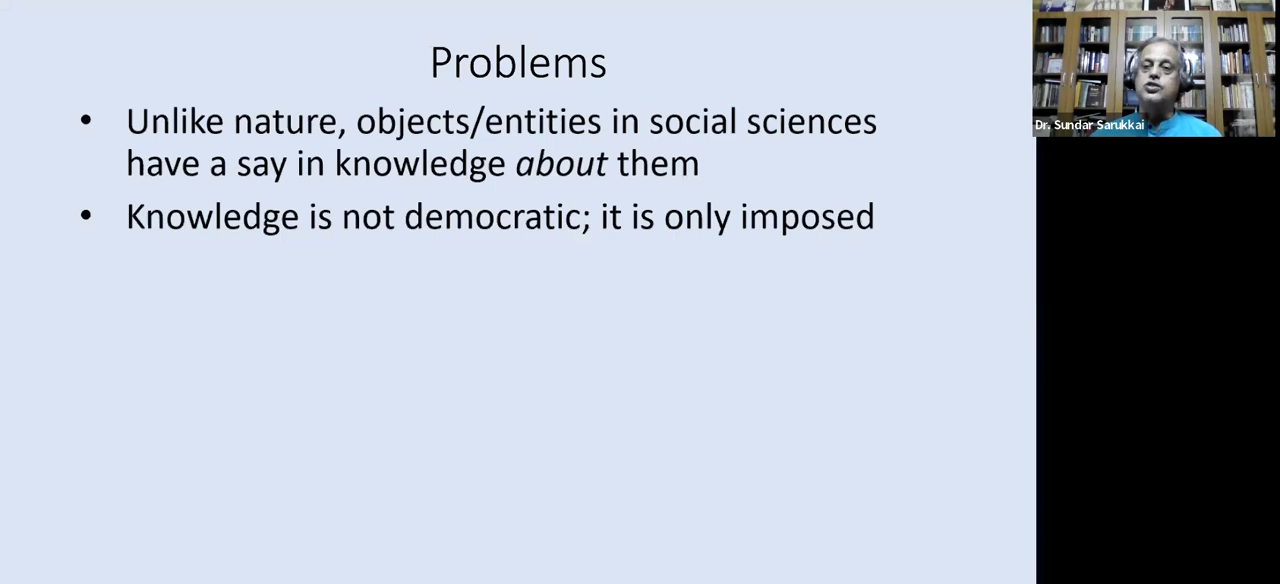 Problems
• Unlike nature, objects/entities in social sciences
have a say in knowledge about them
• Knowledge is not democratic; it is only imposed
Dr. Sundar Sarukkai